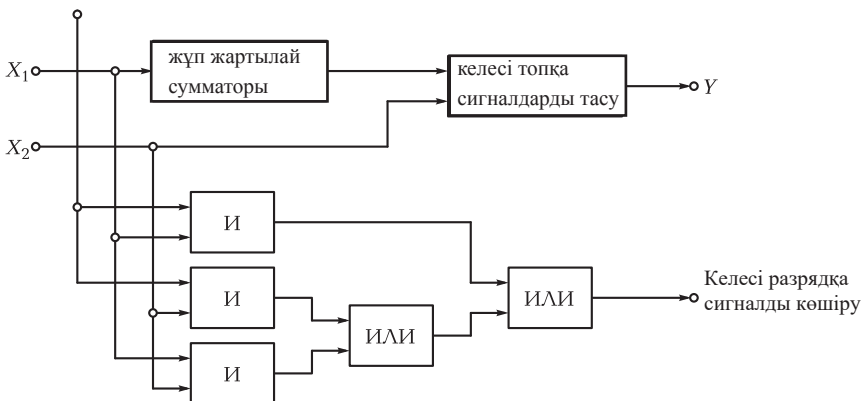 X₁
жұп жартылай
сумматоры
келесі топқа
сигналдарды тасу
Y
X₂
И
И
И
ИЛИ
ИЛИ
Келесі разрядқа
сигналды көшіру